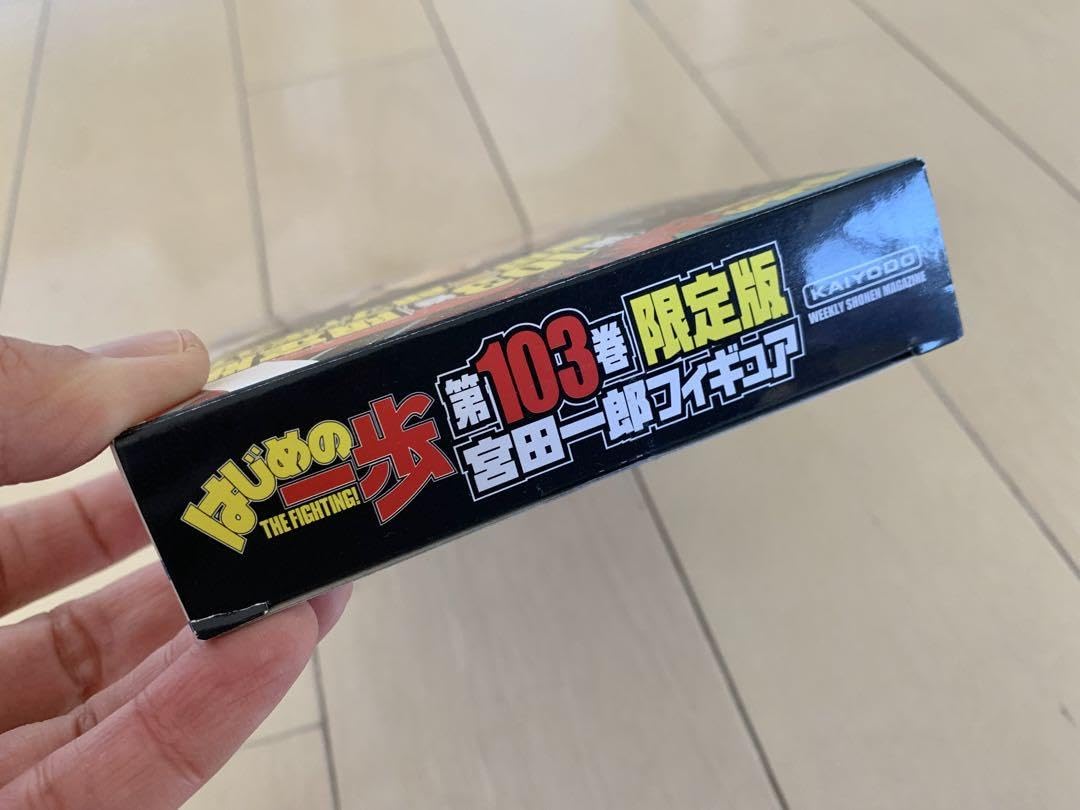 はじめの
一歩
THE FIGHTING!
第103巻 限定版
宮田一郎フィギュア
KAIYODO
WEEKLY SHONEN MAGAZINE